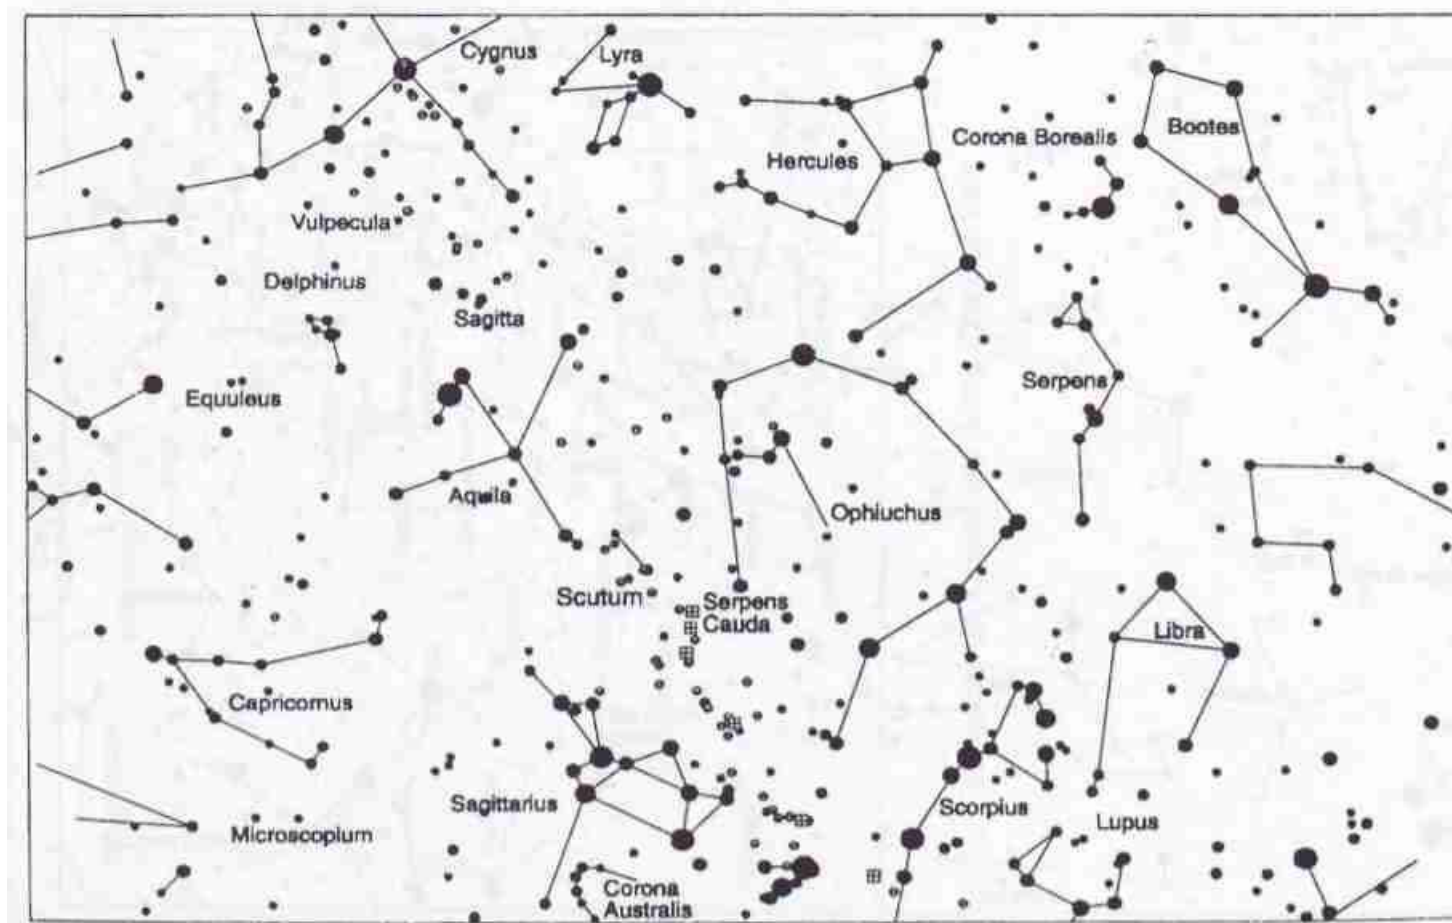 Cygnus
Lyra
Corona Borealis
Bootes
Hercules
Vulpecula
Delphinus
Sagitta
Serpens
Equuleus
Aquila
Ophiuchus
Scutum
Serpens
Cauda
Libra
Capricornus
Sagittarius
Scorpius
Lupus
Microscopium
Corona
Australis